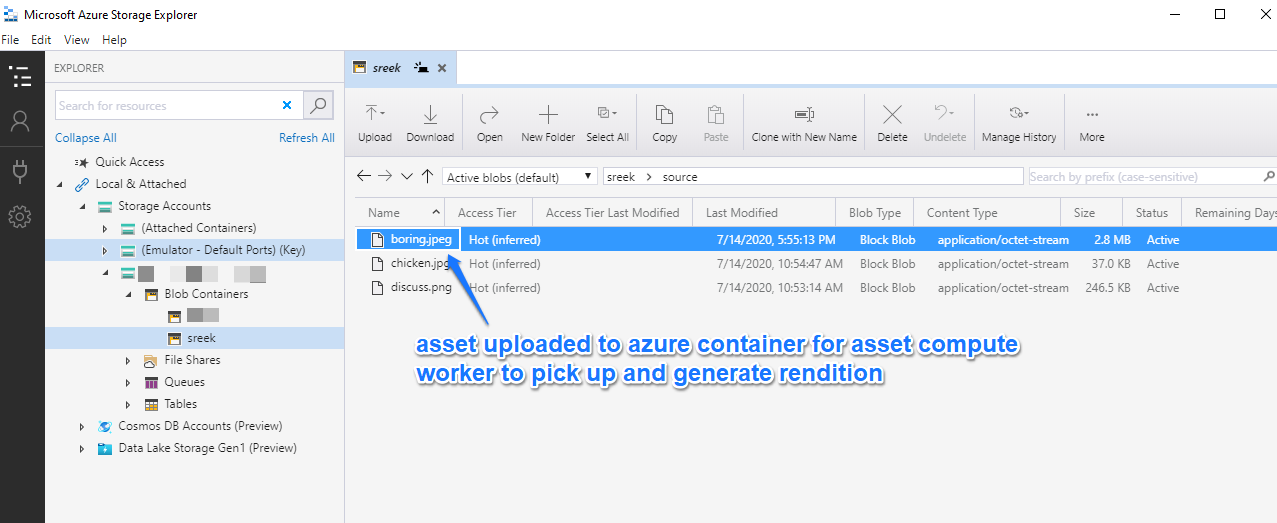 Microsoft Azure Storage Explorer
File Edit View Help
EXPLORER
Search for resources
Collapse All Refresh All
Quick Access
Local & Attached
Storage Accounts
(Attached Containers)
(Emulator - Default Ports) (Key)
Blob Containers
sreek
File Shares
Queues
Tables
Cosmos DB Accounts (Preview)
Data Lake Storage Gen1 (Preview)
sreek
Upload Download Open New Folder Select All Copy Paste Clone with New Name Delete Undelete Manage History More
Active blobs (default) sreek > source Search by prefix (case-sensitive)
Name Access Tier Access Tier Last Modified Last Modified Blob Type Content Type Size Status Remaining Days
boring.jpeg Hot (inferred) 7/14/2020, 5:55:13 PM Block Blob application/octet-stream 2.8 MB Active
chicken.jpg Hot (inferred) 7/14/2020, 10:54:47 AM Block Blob application/octet-stream 37.0 KB Active
discuss.png Hot (inferred) 7/14/2020, 10:53:14 AM Block Blob application/octet-stream 246.5 KB Active
asset uploaded to azure container for asset compute
worker to pick up and generate rendition